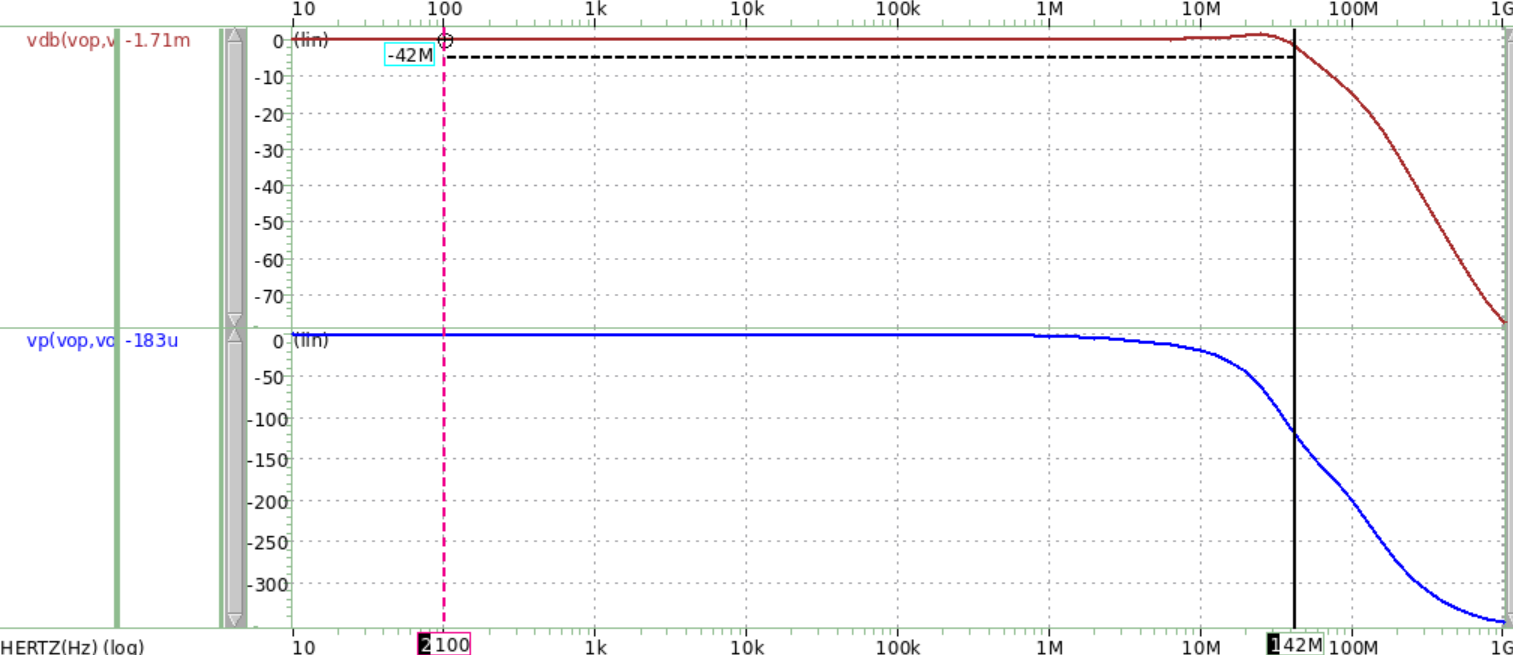 10 100 1k 10k 100k 1M 10M 100M 1G
vdb(vop,v -1.71m
0 (lin)
-42M
-10
-20
-30
-40
-50
-60
-70
vp(vop,vo -183u
0 (lin)
-50
-100
-150
-200
-250
-300
HERTZ(Hz) (log) 10 2 100 1k 10k 100k 1M 10M 1 42M 100M 1G